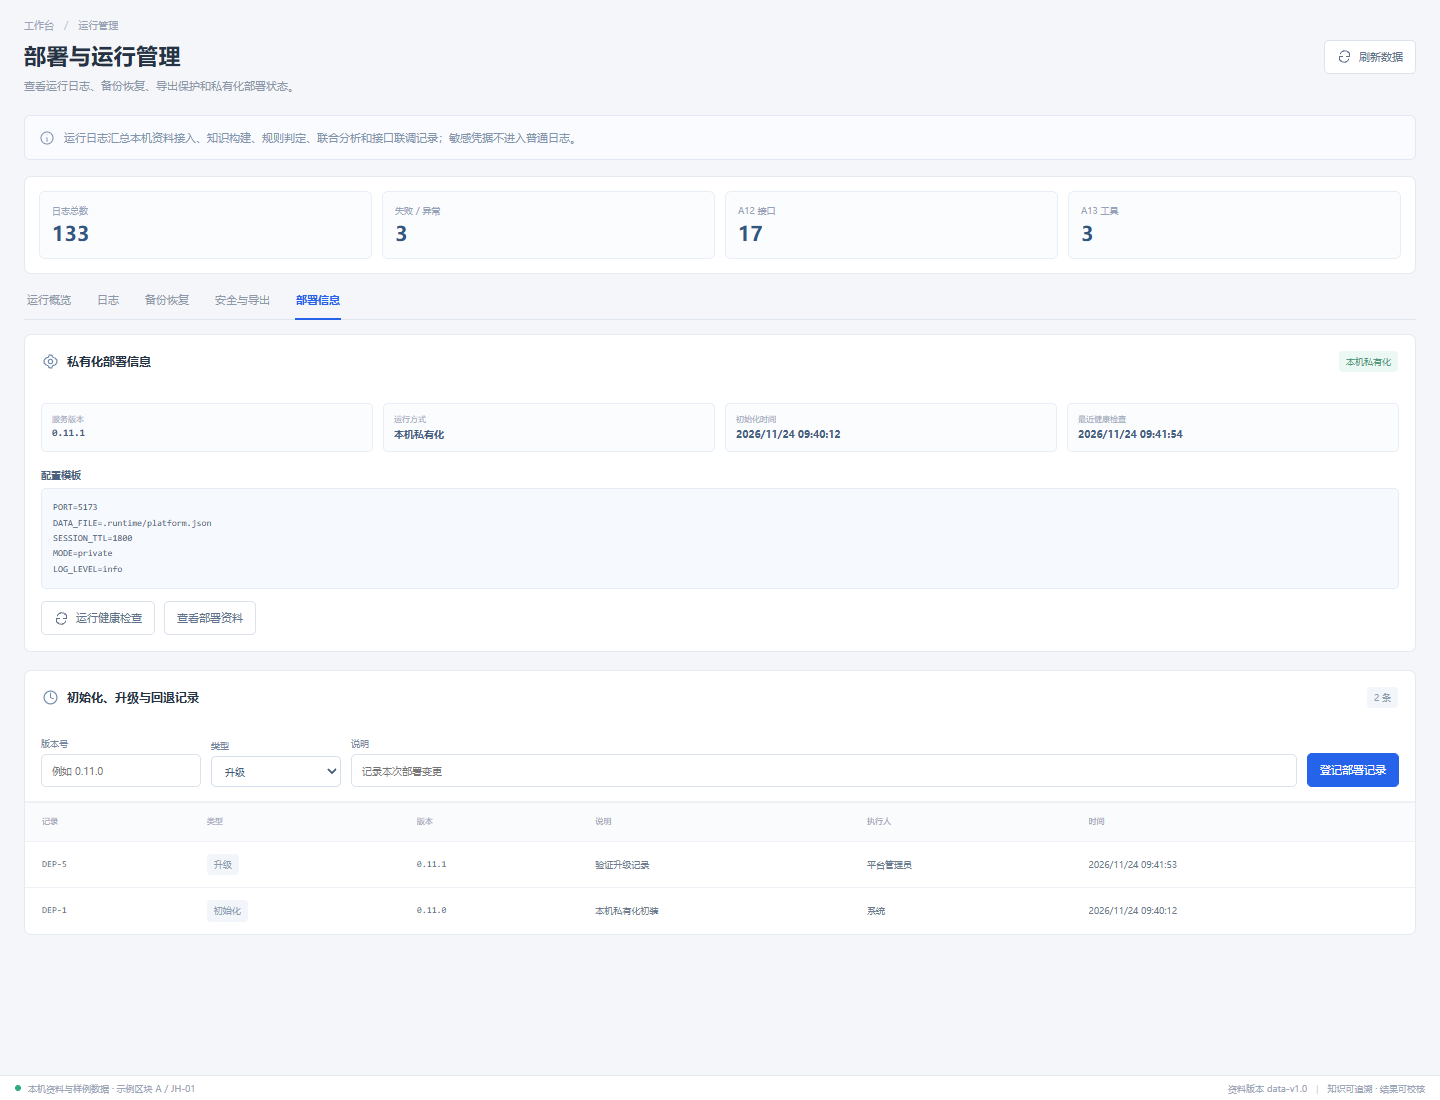 工作台 / 运行管理
部署与运行管理
刷新数据
查看运行日志、备份恢复、导出保护和私有化部署状态。
运行日志汇总本机资料接入、知识构建、规则判定、联合分析和接口联调记录；敏感凭据不进入普通日志。
日志总数
133
失败 / 异常
3
A12 接口
17
A13 工具
3
运行概览 日志 备份恢复 安全与导出 部署信息
私有化部署信息
本机私有化
服务版本
0.11.1
运行方式
本机私有化
初始化时间
2026/11/24 09:40:12
最近健康检查
2026/11/24 09:41:54
配置模板
PORT=5173
DATA_FILE=.runtime/platform.json
SESSION_TTL=1800
MODE=private
LOG_LEVEL=info
运行健康检查 查看部署资料
初始化、升级与回退记录
2 条
版本号 类型 说明
例如 0.11.0 升级 记录本次部署变更 登记部署记录
记录 类型 版本 说明 执行人 时间
DEP-5 升级 0.11.1 验证升级记录 平台管理员 2026/11/24 09:41:53
DEP-1 初始化 0.11.0 本机私有化初装 系统 2026/11/24 09:40:12
本机资料与样例数据 · 示例区块 A / JH-01
资料版本 data-v1.0 | 知识可追溯 · 结果可校核